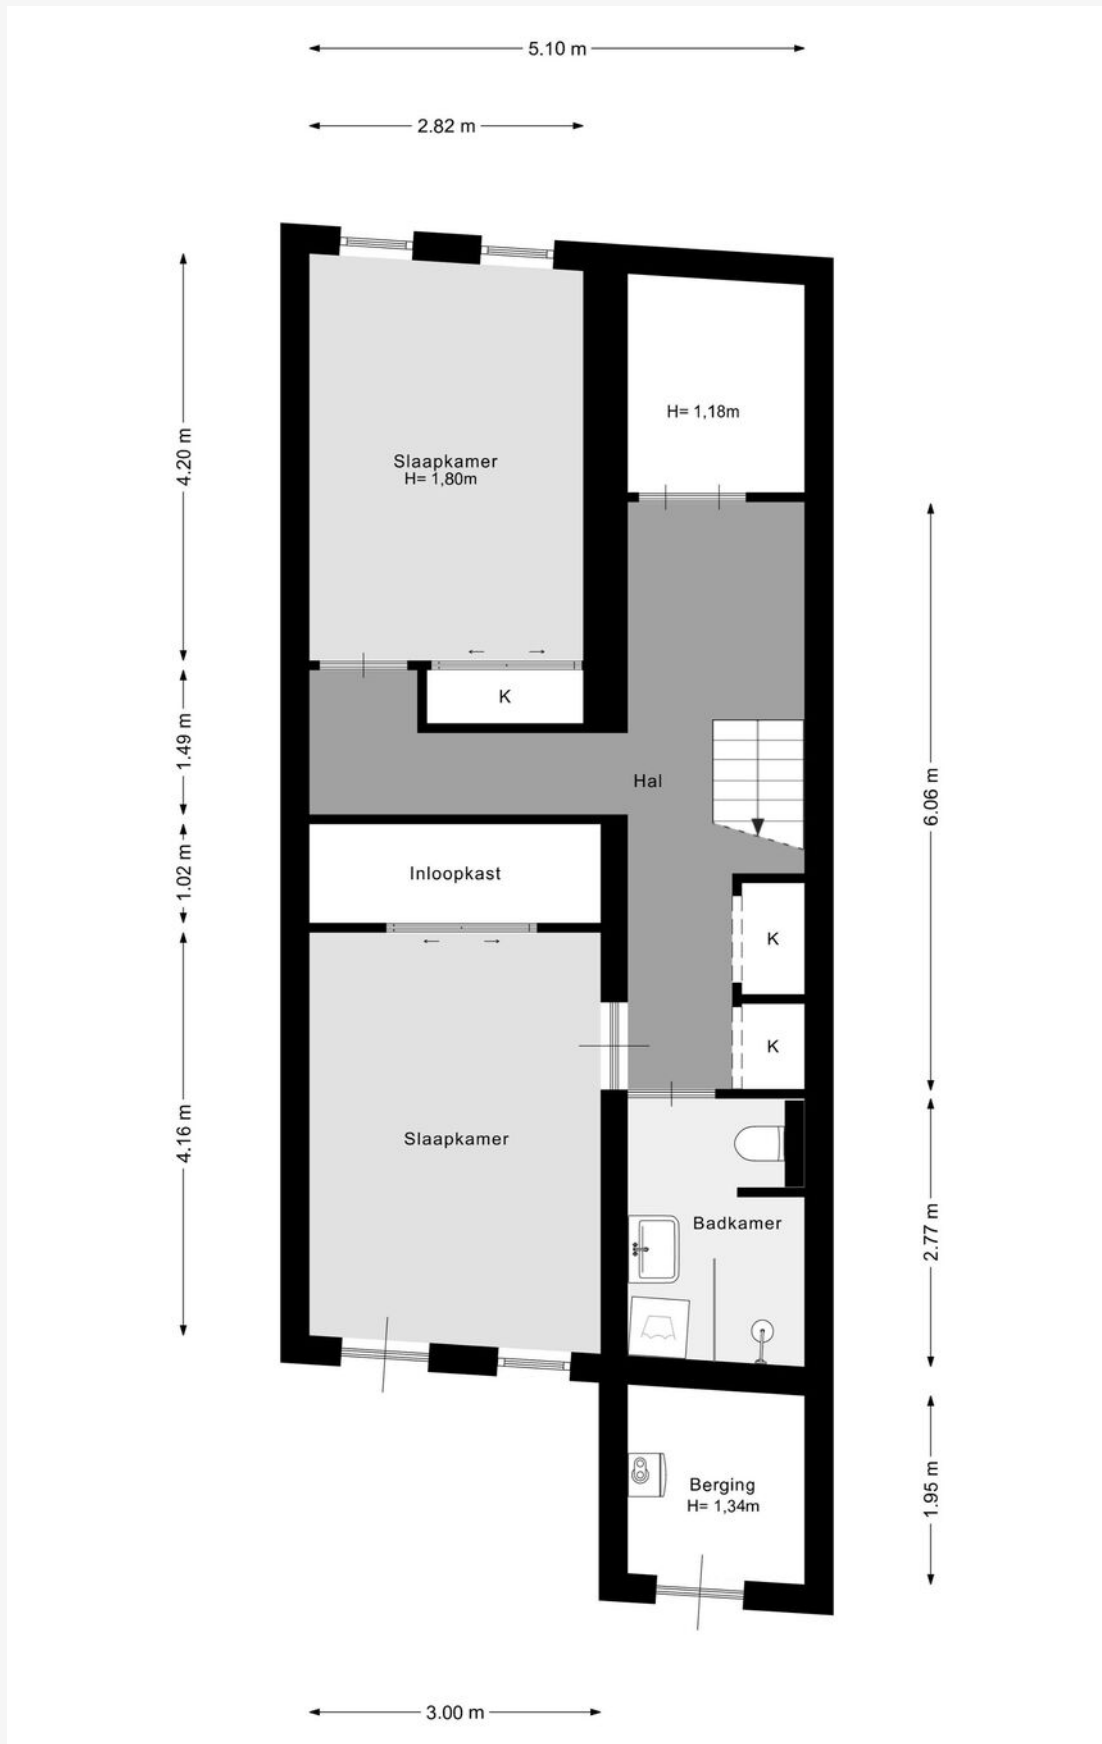 5.10 m
2.82 m
4.20 m
H= 1,18m
Slaapkamer
H= 1,80m
K
1.49 m
Hal
6.06 m
1.02 m
Inloopkast
K
K
4.16 m
Slaapkamer
Badkamer
2.77 m
Berging
H= 1,34m
1.95 m
3.00 m